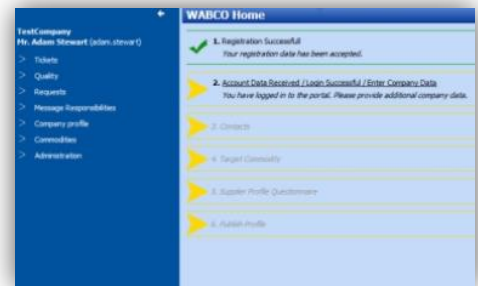 TestCompany
Mr. Adam Stewart (adam.stewart)
> Tickets
> Quality
> Requests
> Message Responsibilities
> Company profile
> Commodities
> Administration
WABCO Home
1. Registration Successfull
Your registration data has been accepted.
2. Account Data Received / Login Successful / Enter Company Data
You have logged in to the portal. Please provide additional company data.
3. Contacts
4. Target Commodity
5. Supplier Profile Questionnaire
6. Publish Profile